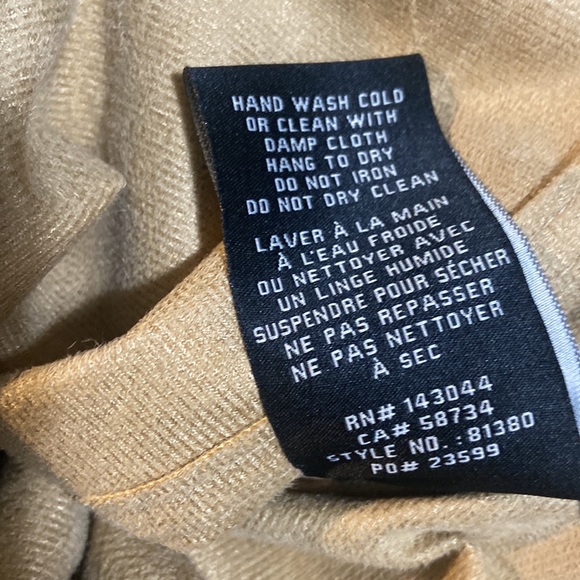 HAND WASH COLD
OR CLEAN WITH
DAMP CLOTH
HANG TO DRY
DO NOT IRON
DO NOT DRY CLEAN
LAVER À LA MAIN
À L'EAU FROIDE
OU NETTOYER AVEC
UN LINGE HUMIDE
SUSPENDRE POUR SÉCHER
NE PAS REPASSER
NE PAS NETTOYER
À SEC
RN# 143044
CA# 58734
STYLE NO.:81380
PO# 23599